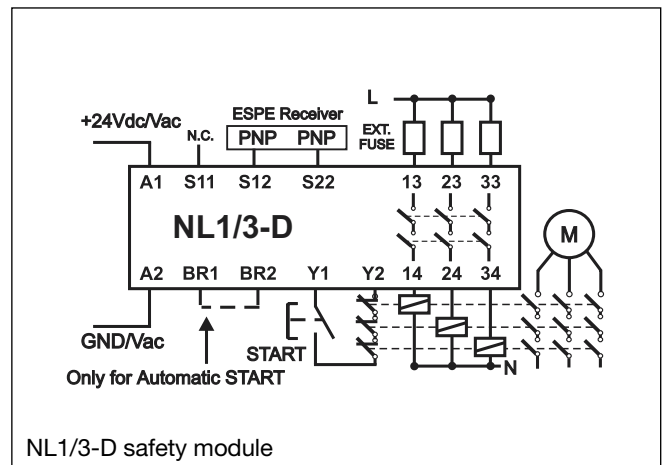 L
+24Vdc/Vac
N.C.
ESPE Receiver
PNP PNP
EXT.
FUSE
A1 S11 S12 S22 13 23 33
NL1/3-D
M
A2 BR1 BR2 Y1 Y2 14 24 34
GND/Vac
START
Only for Automatic START
N
NL1/3-D safety module